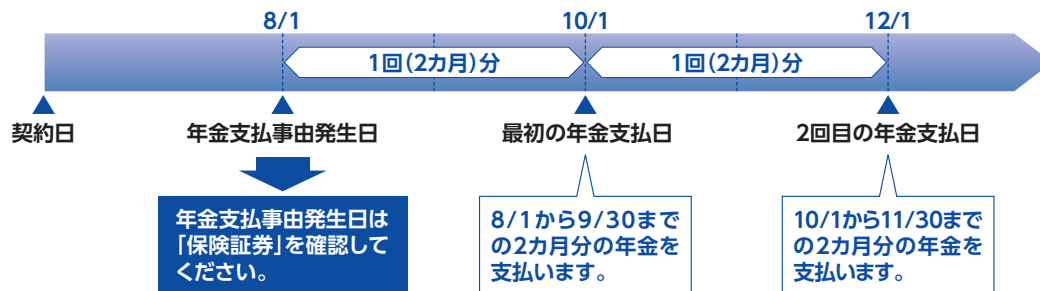 8/1
10/1
12/1
1回(2カ月)分
1回(2カ月)分
契約日
年金支払事由発生日
最初の年金支払日
2回目の年金支払日
年金支払事由発生日は
「保険証券」を確認して
ください。
8/1から9/30まで
の2カ月分の年金を
支払います。
10/1から11/30まで
の2カ月分の年金を
支払います。